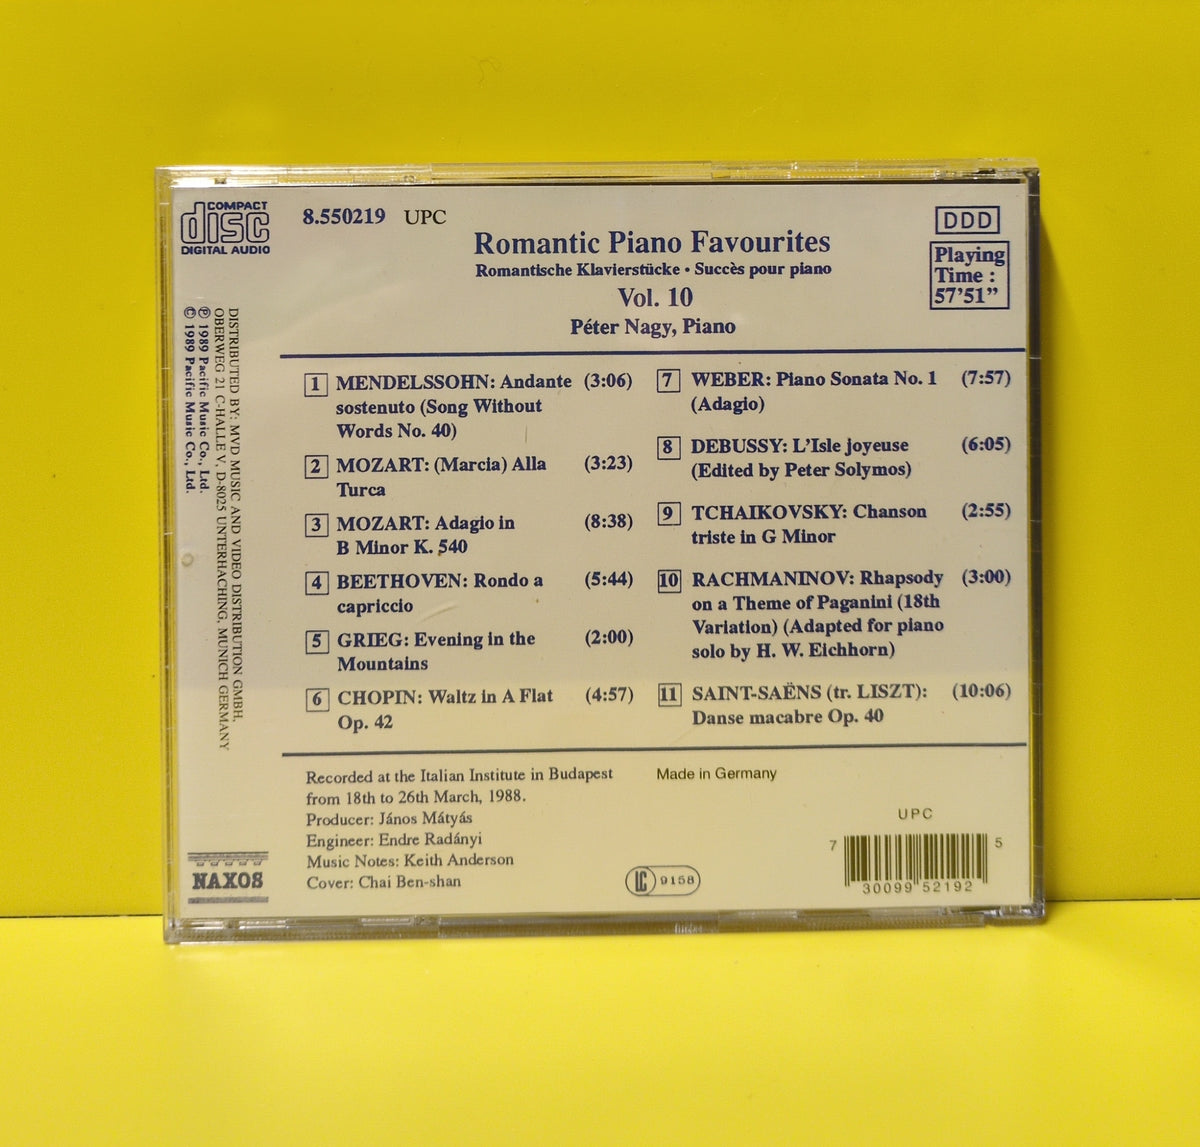 COMPACT
disc
DIGITAL AUDIO
8.550219 UPC
Romantic Piano Favourites
Romantische Klavierstücke • Succès pour piano
Vol. 10
Péter Nagy, Piano
DDD
Playing
Time :
57'51"
DISTRIBUTED BY: MVD MUSIC AND VIDEO DISTRIBUTION GMBH,
OBERWEG 21 C-HALLE V, D-8025 UNTERHACHING, MUNICH GERMANY
℗ 1989 Pacific Music Co., Ltd.
© 1989 Pacific Music Co., Ltd.
1 MENDELSSOHN: Andante (3:06)
sostenuto (Song Without
Words No. 40)
2 MOZART: (Marcia) Alla (3:23)
Turca
3 MOZART: Adagio in (8:38)
B Minor K. 540
4 BEETHOVEN: Rondo a (5:44)
capriccio
5 GRIEG: Evening in the (2:00)
Mountains
6 CHOPIN: Waltz in A Flat (4:57)
Op. 42
7 WEBER: Piano Sonata No. 1 (7:57)
(Adagio)
8 DEBUSSY: L'Isle joyeuse (6:05)
(Edited by Peter Solymos)
9 TCHAIKOVSKY: Chanson (2:55)
triste in G Minor
10 RACHMANINOV: Rhapsody (3:00)
on a Theme of Paganini (18th
Variation) (Adapted for piano
solo by H. W. Eichhorn)
11 SAINT-SAËNS (tr. LISZT): (10:06)
Danse macabre Op. 40
Recorded at the Italian Institute in Budapest
from 18th to 26th March, 1988.
Producer: János Mátyás
Engineer: Endre Radányi
Music Notes: Keith Anderson
Cover: Chai Ben-shan
Made in Germany
LC 9158
UPC
7 30099 52192 5
NAXOS